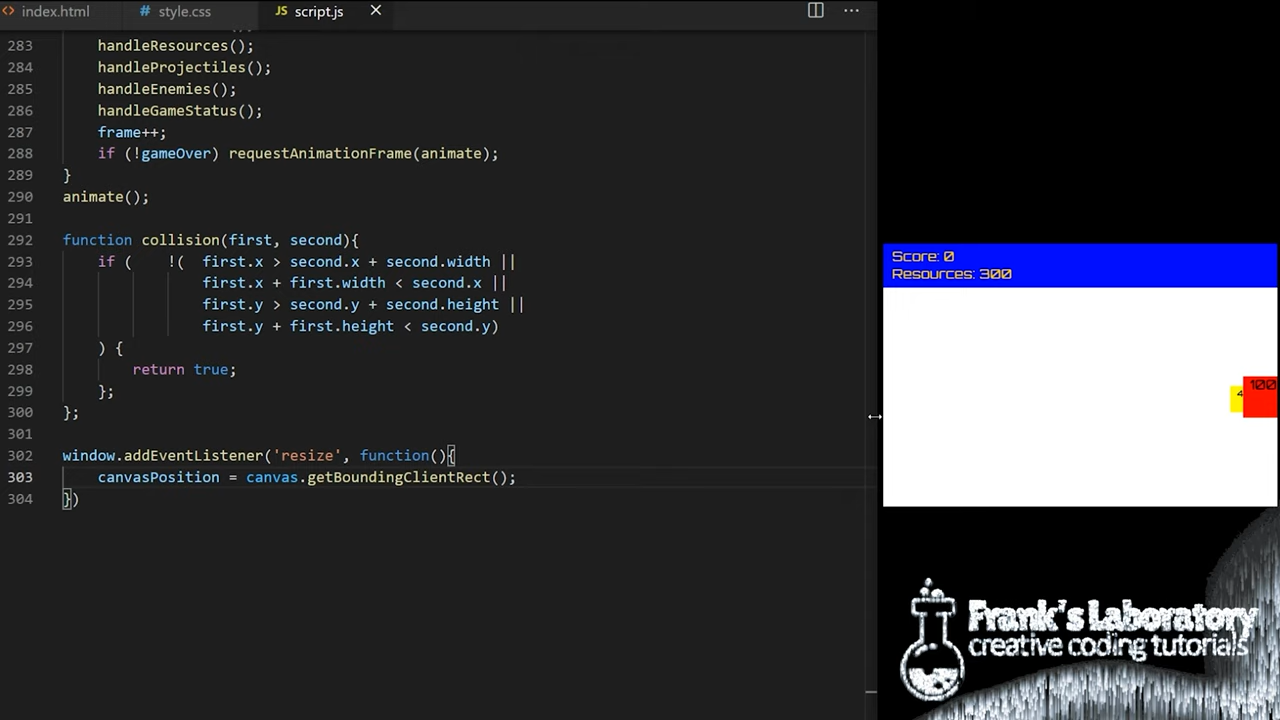 index.html # style.css JS script.js
283 handleResources();
284 handleProjectiles();
285 handleEnemies();
286 handleGameStatus();
287 frame++;
288 if (!gameOver) requestAnimationFrame(animate);
289 }
290 animate();
291
292 function collision(first, second){
293 if ( !( first.x > second.x + second.width ||
294 first.x + first.width < second.x ||
295 first.y > second.y + second.height ||
296 first.y + first.height < second.y)
297 ) {
298 return true;
299 };
300 };
301
302 window.addEventListener('resize', function(){
303 canvasPosition = canvas.getBoundingClientRect();
304 })
Score: 0
Resources: 300
4
100
Frank's Laboratory
creative coding tutorials